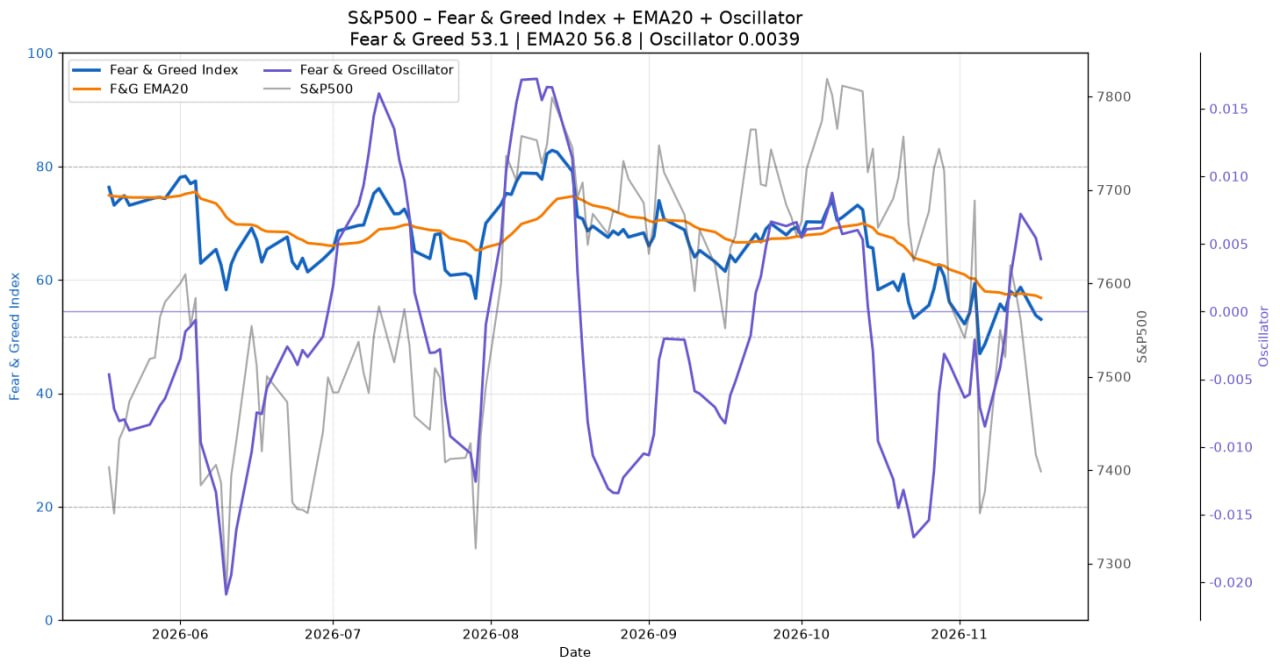 S&P500 – Fear & Greed Index + EMA20 + Oscillator
Fear & Greed 53.1 | EMA20 56.8 | Oscillator 0.0039
Fear & Greed Index
F&G EMA20
Fear & Greed Oscillator
S&P500
Fear & Greed Index
100
80
60
40
20
0
7800
7700
7600
7500
7400
7300
S&P500
0.015
0.010
0.005
0.000
-0.005
-0.010
-0.015
-0.020
Oscillator
2026-06
2026-07
2026-08
2026-09
2026-10
2026-11
Date